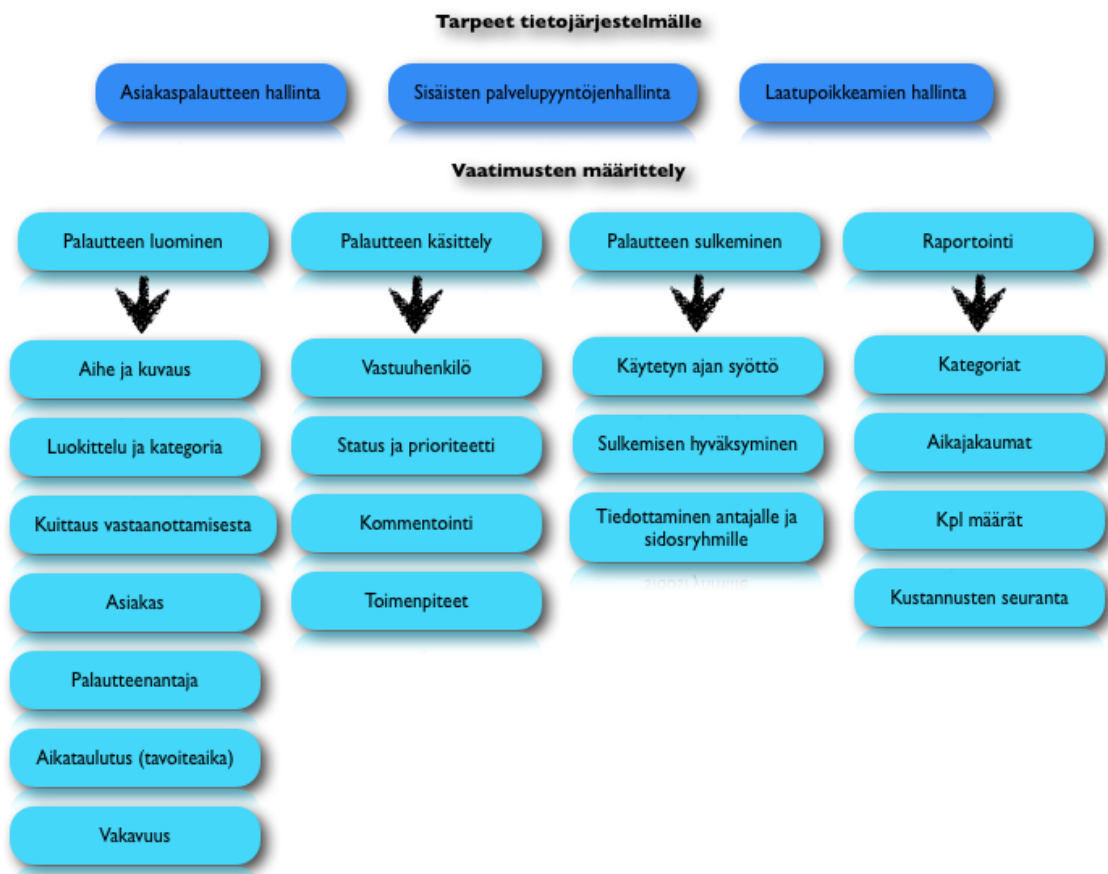 Tarpeet tietojärjestelmälle
Asiakaspalautteen hallinta
Sisäisten palvelupyyntöjenhallinta
Laatupoikkeamien hallinta
Vaatimusten määrittely
Palautteen luominen
Palautteen käsittely
Palautteen sulkeminen
Raportointi
Aihe ja kuvaus
Luokittelu ja kategoria
Kuittaus vastaanottamisesta
Asiakas
Palautteenantaja
Aikataulutus (tavoiteaika)
Vakavuus
Vastuuhenkilö
Status ja prioriteetti
Kommentointi
Toimenpiteet
Käytetyn ajan syöttö
Sulkemisen hyväksyminen
Tiedottaminen antajalle ja
sidosryhmille
Kategoriat
Aikajakaumat
Kpl määrät
Kustannusten seuranta